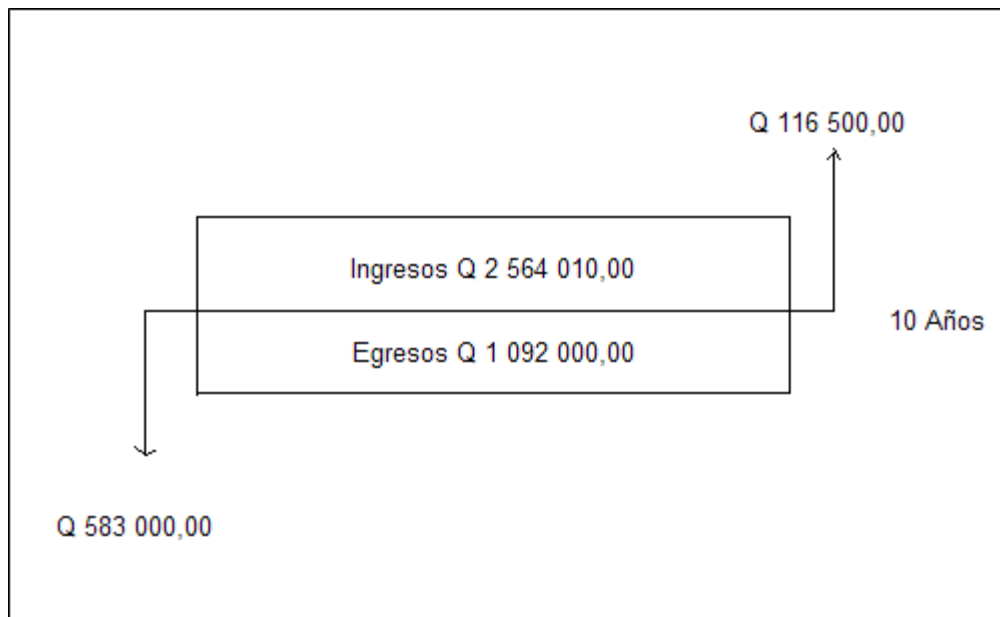 Q 116 500,00
Ingresos Q 2 564 010,00
10 Años
Egresos Q 1 092 000,00
Q 583 000,00